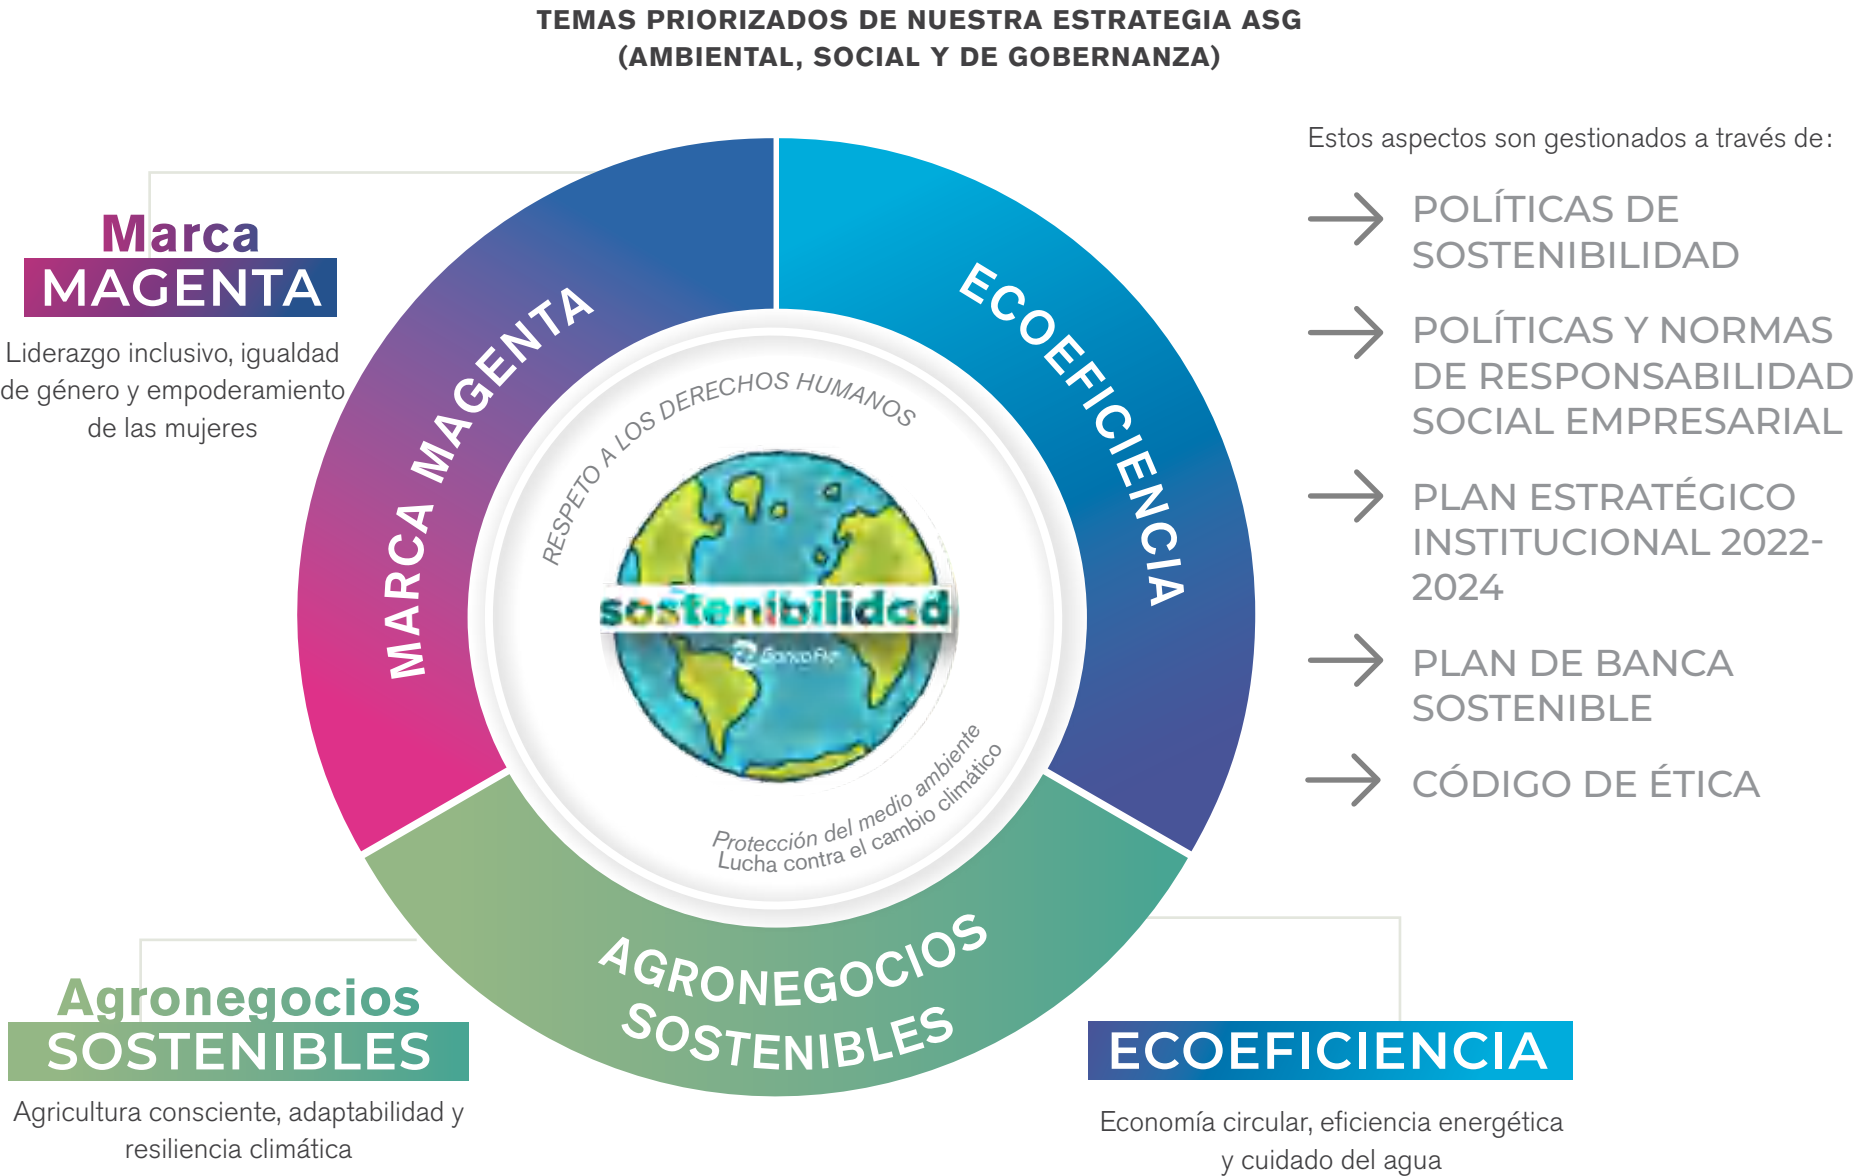 TEMAS PRIORIZADOS DE NUESTRA ESTRATEGIA ASG
(AMBIENTAL, SOCIAL Y DE GOBERNANZA)
Marca
MAGENTA
Liderazgo inclusivo, igualdad
de género y empoderamiento
de las mujeres
MARCA MAGENTA
ECOEFICIENCIA
AGRONEGOCIOS
SOSTENIBLES
RESPETO A LOS DERECHOS HUMANOS
sostenibilidad
Protección del medio ambiente
Lucha contra el cambio climático
Estos aspectos son gestionados a través de:
POLÍTICAS DE
SOSTENIBILIDAD
POLÍTICAS Y NORMAS
DE RESPONSABILIDAD
SOCIAL EMPRESARIAL
PLAN ESTRATÉGICO
INSTITUCIONAL 2022-
2024
PLAN DE BANCA
SOSTENIBLE
CÓDIGO DE ÉTICA
Agronegocios
SOSTENIBLES
Agricultura consciente, adaptabilidad y
resiliencia climática
ECOEFICIENCIA
Economía circular, eficiencia energética
y cuidado del agua